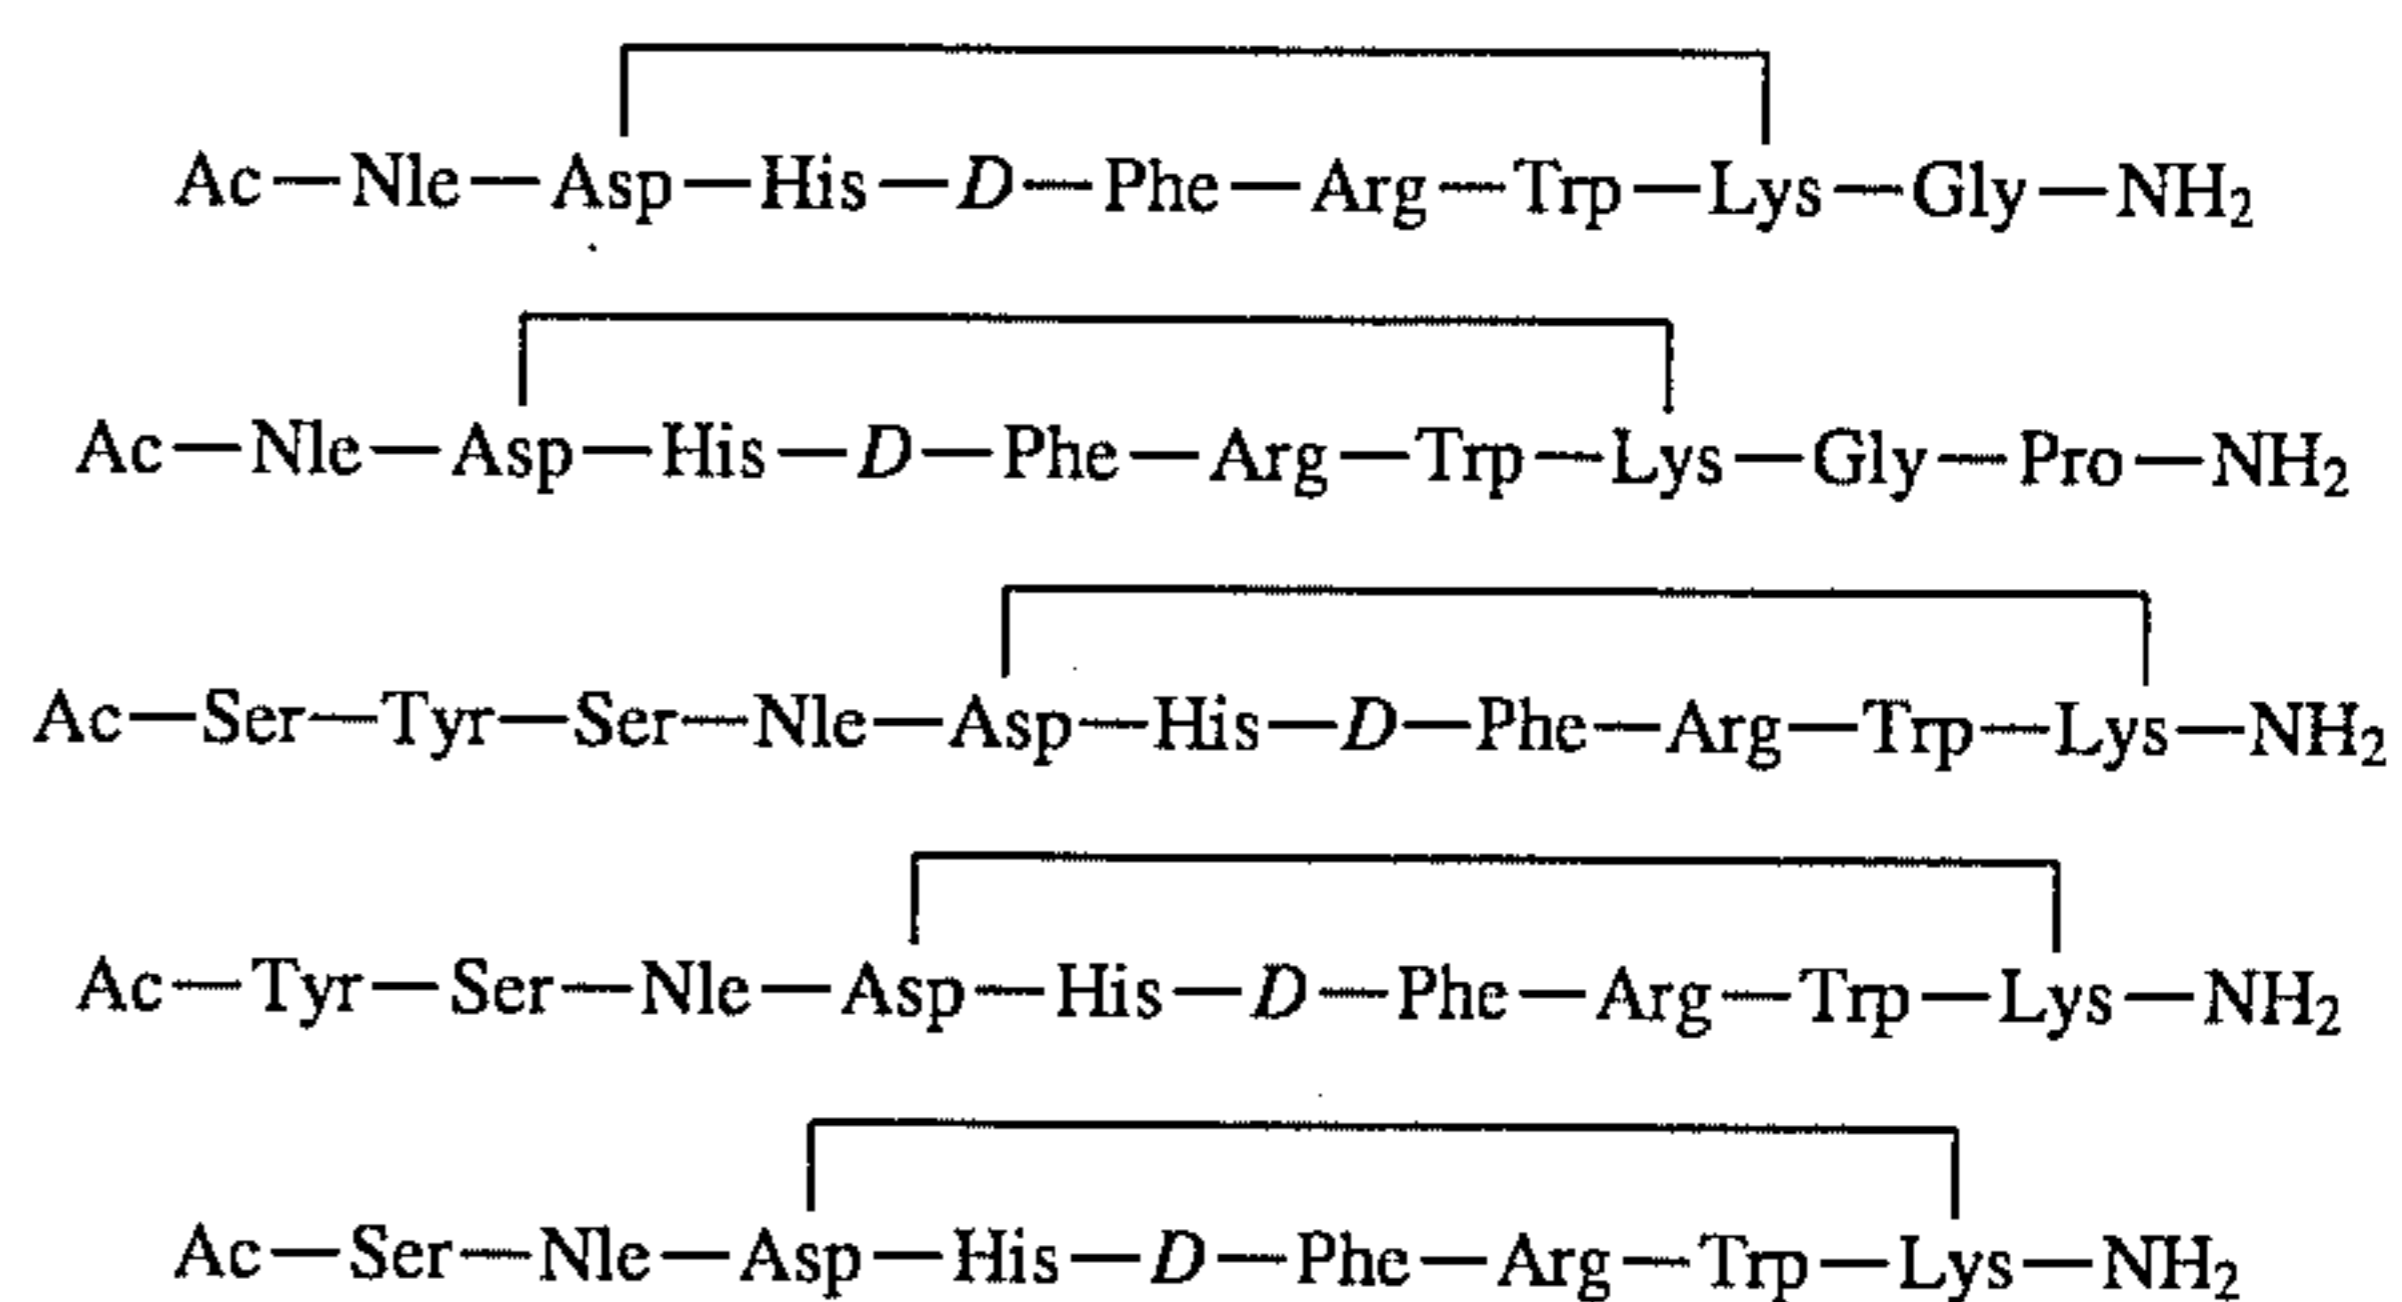 Ac—Nle—Asp—His—D—Phe—Arg—Trp—Lys—Gly—NH2
Ac—Nle—Asp—His—D—Phe—Arg—Trp—Lys—Gly—Pro—NH2
Ac—Ser—Tyr—Ser—Nle—Asp—His—D—Phe—Arg—Trp—Lys—NH2
Ac—Tyr—Ser—Nle—Asp—His—D—Phe—Arg—Trp—Lys—NH2
Ac—Ser—Nle—Asp—His—D—Phe—Arg—Trp—Lys—NH2